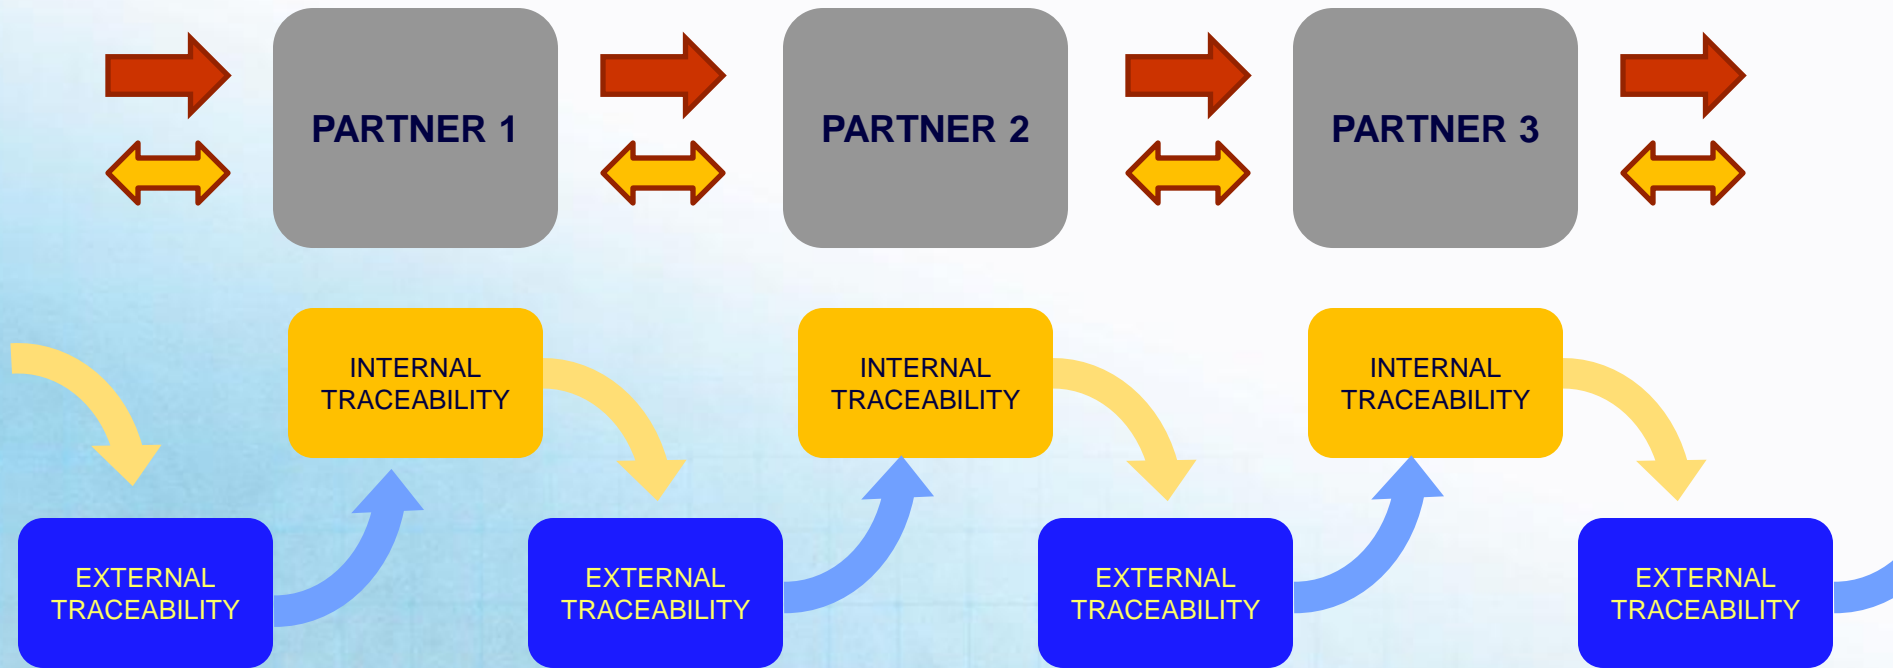 PARTNER 1
PARTNER 2
PARTNER 3
INTERNAL
TRACEABILITY
INTERNAL
TRACEABILITY
INTERNAL
TRACEABILITY
EXTERNAL
TRACEABILITY
EXTERNAL
TRACEABILITY
EXTERNAL
TRACEABILITY
EXTERNAL
TRACEABILITY